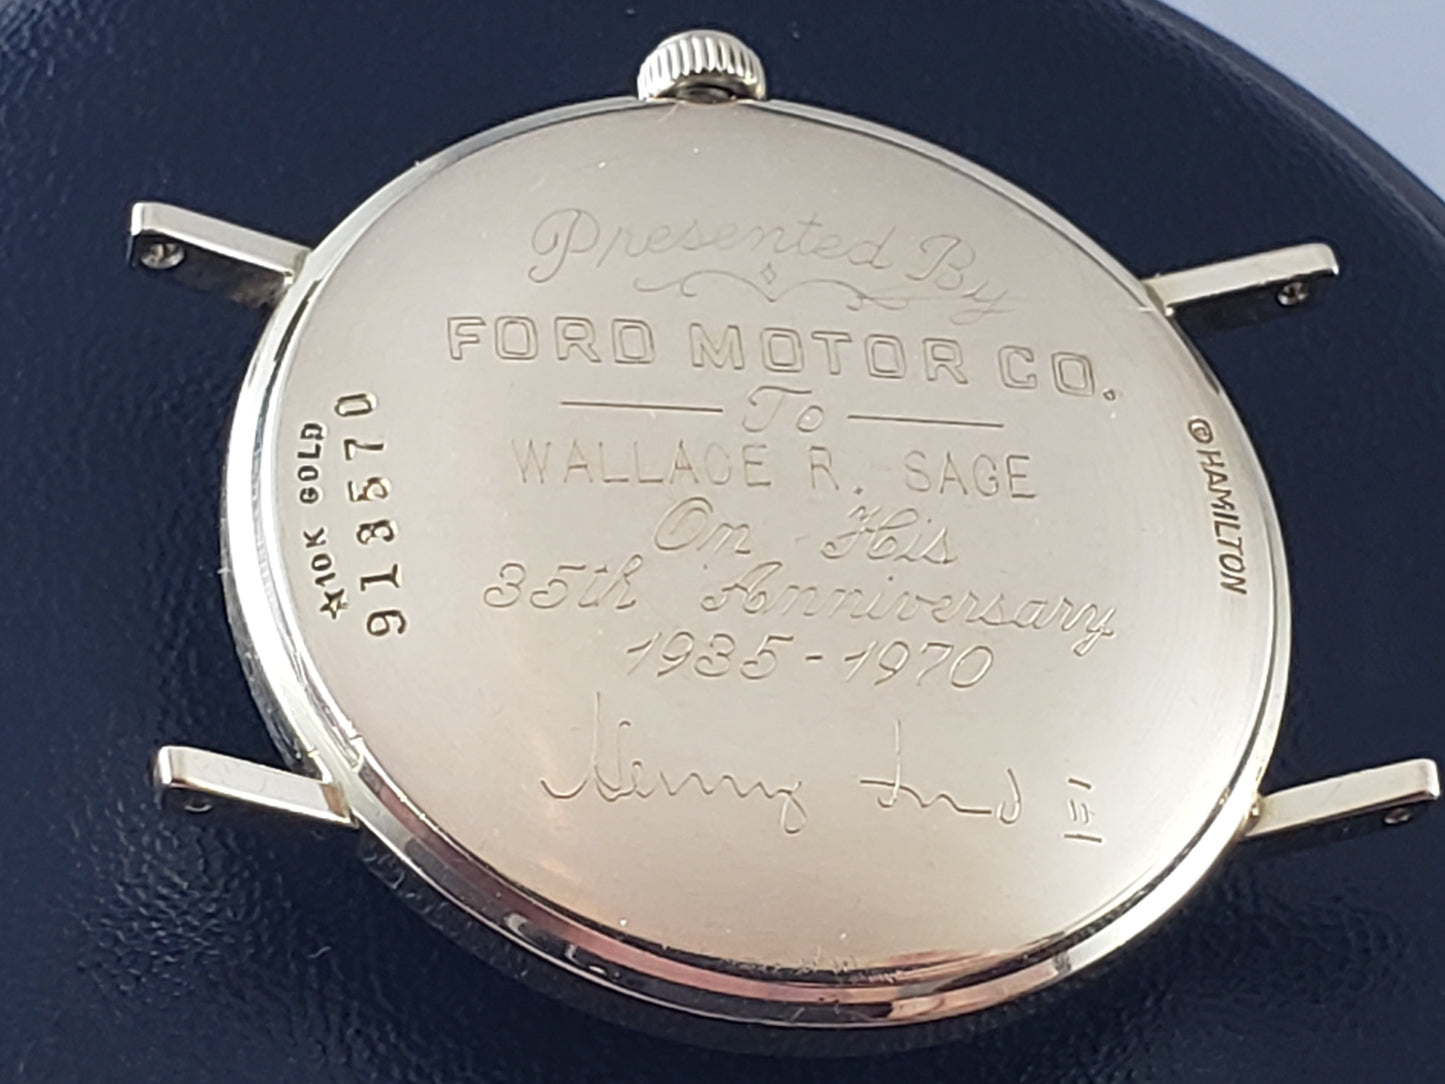 Presented By
FORD MOTOR CO.
To
WALLACE R. SAGE
On His
35th Anniversary
1935-1970
Henry Ford II
10K GOLD
913570
©HAMILTON